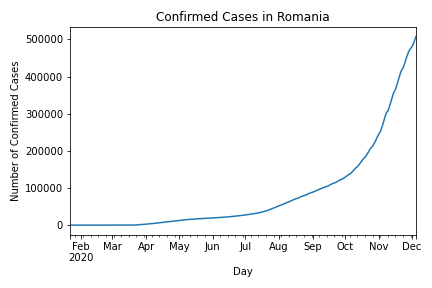 Confirmed Cases in Romania
Number of Confirmed Cases
500000
400000
300000
200000
100000
0
Feb Mar Apr May Jun Jul Aug Sep Oct Nov Dec
2020
Day